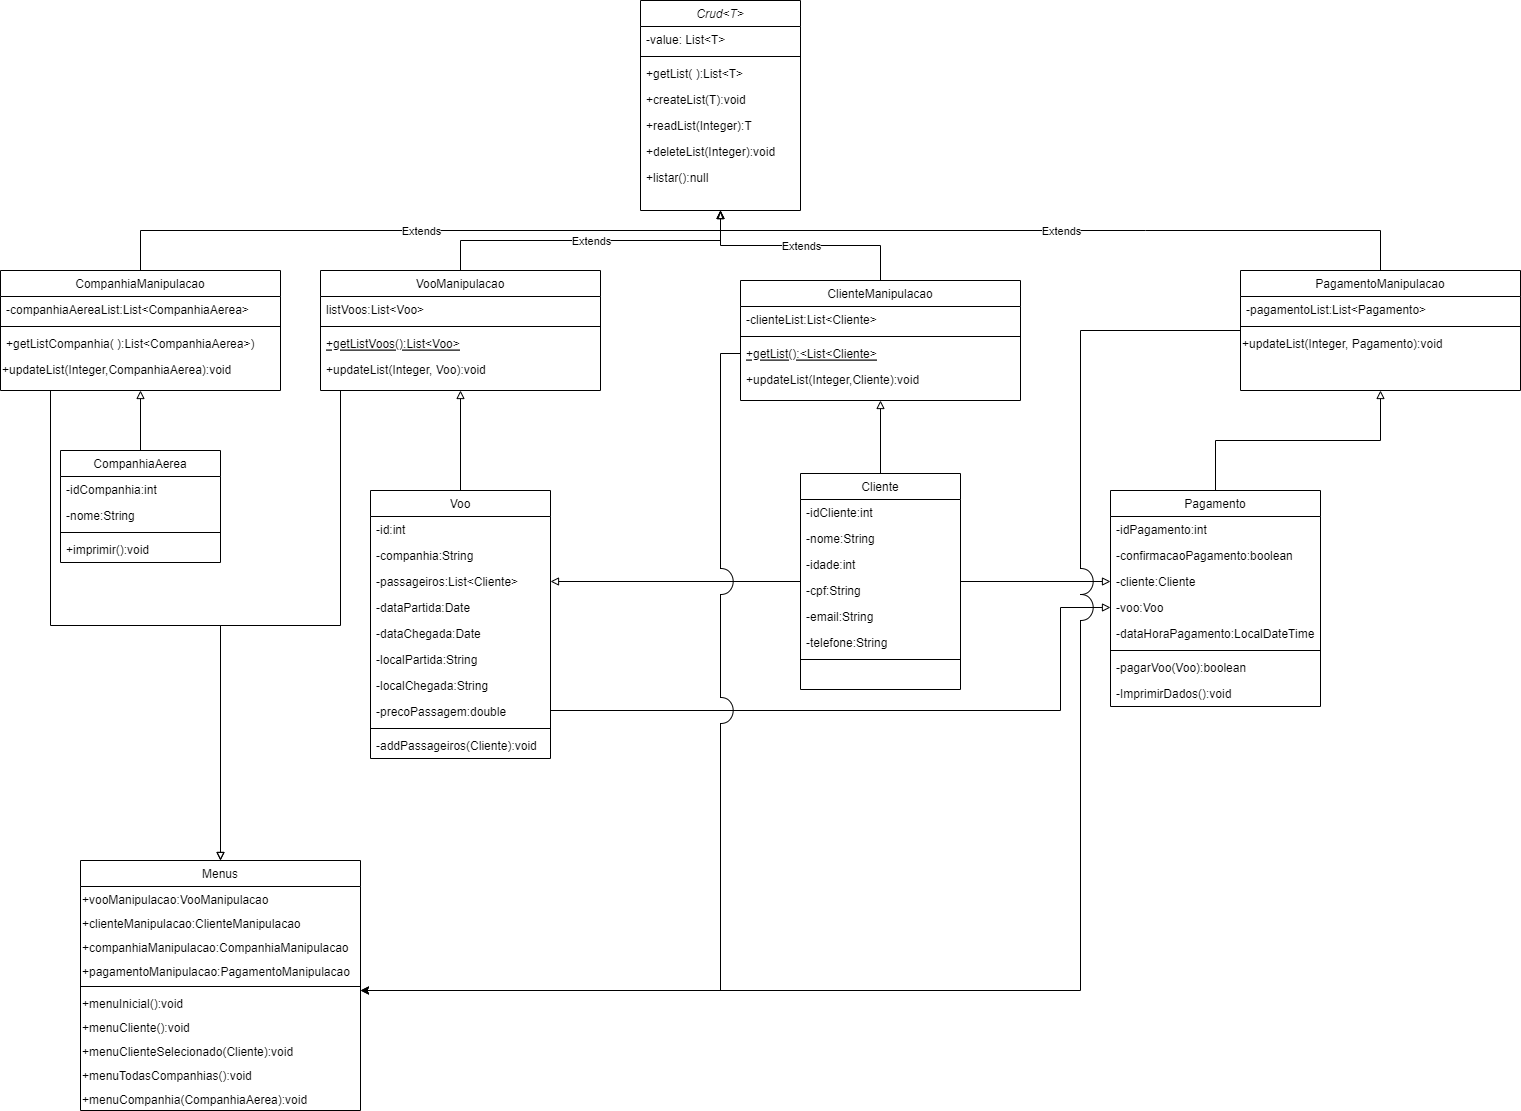 Crud<T>
-value: List<T>
+getList( ):List<T>
+createList(T):void
+readList(Integer):T
+deleteList(Integer):void
+listar():null
Extends
Extends
Extends
Extends
CompanhiaManipulacao
-companhiaAereaList:List<CompanhiaAerea>
+getListCompanhia( ):List<CompanhiaAerea>)
+updateList(Integer,CompanhiaAerea):void
VooManipulacao
listVoos:List<Voo>
+getListVoos():List<Voo>
+updateList(Integer, Voo):void
ClienteManipulacao
-clienteList:List<Cliente>
+getList():<List<Cliente>
+updateList(Integer,Cliente):void
PagamentoManipulacao
-pagamentoList:List<Pagamento>
+updateList(Integer, Pagamento):void
CompanhiaAerea
-idCompanhia:int
-nome:String
+imprimir():void
Voo
-id:int
-companhia:String
-passageiros:List<Cliente>
-dataPartida:Date
-dataChegada:Date
-localPartida:String
-localChegada:String
-precoPassagem:double
-addPassageiros(Cliente):void
Cliente
-idCliente:int
-nome:String
-idade:int
-cpf:String
-email:String
-telefone:String
Pagamento
-idPagamento:int
-confirmacaoPagamento:boolean
-cliente:Cliente
-voo:Voo
-dataHoraPagamento:LocalDateTime
-pagarVoo(Voo):boolean
-ImprimirDados():void
Menus
+vooManipulacao:VooManipulacao
+clienteManipulacao:ClienteManipulacao
+companhiaManipulacao:CompanhiaManipulacao
+pagamentoManipulacao:PagamentoManipulacao
+menuInicial():void
+menuCliente():void
+menuClienteSelecionado(Cliente):void
+menuTodasCompanhias():void
+menuCompanhia(CompanhiaAerea):void